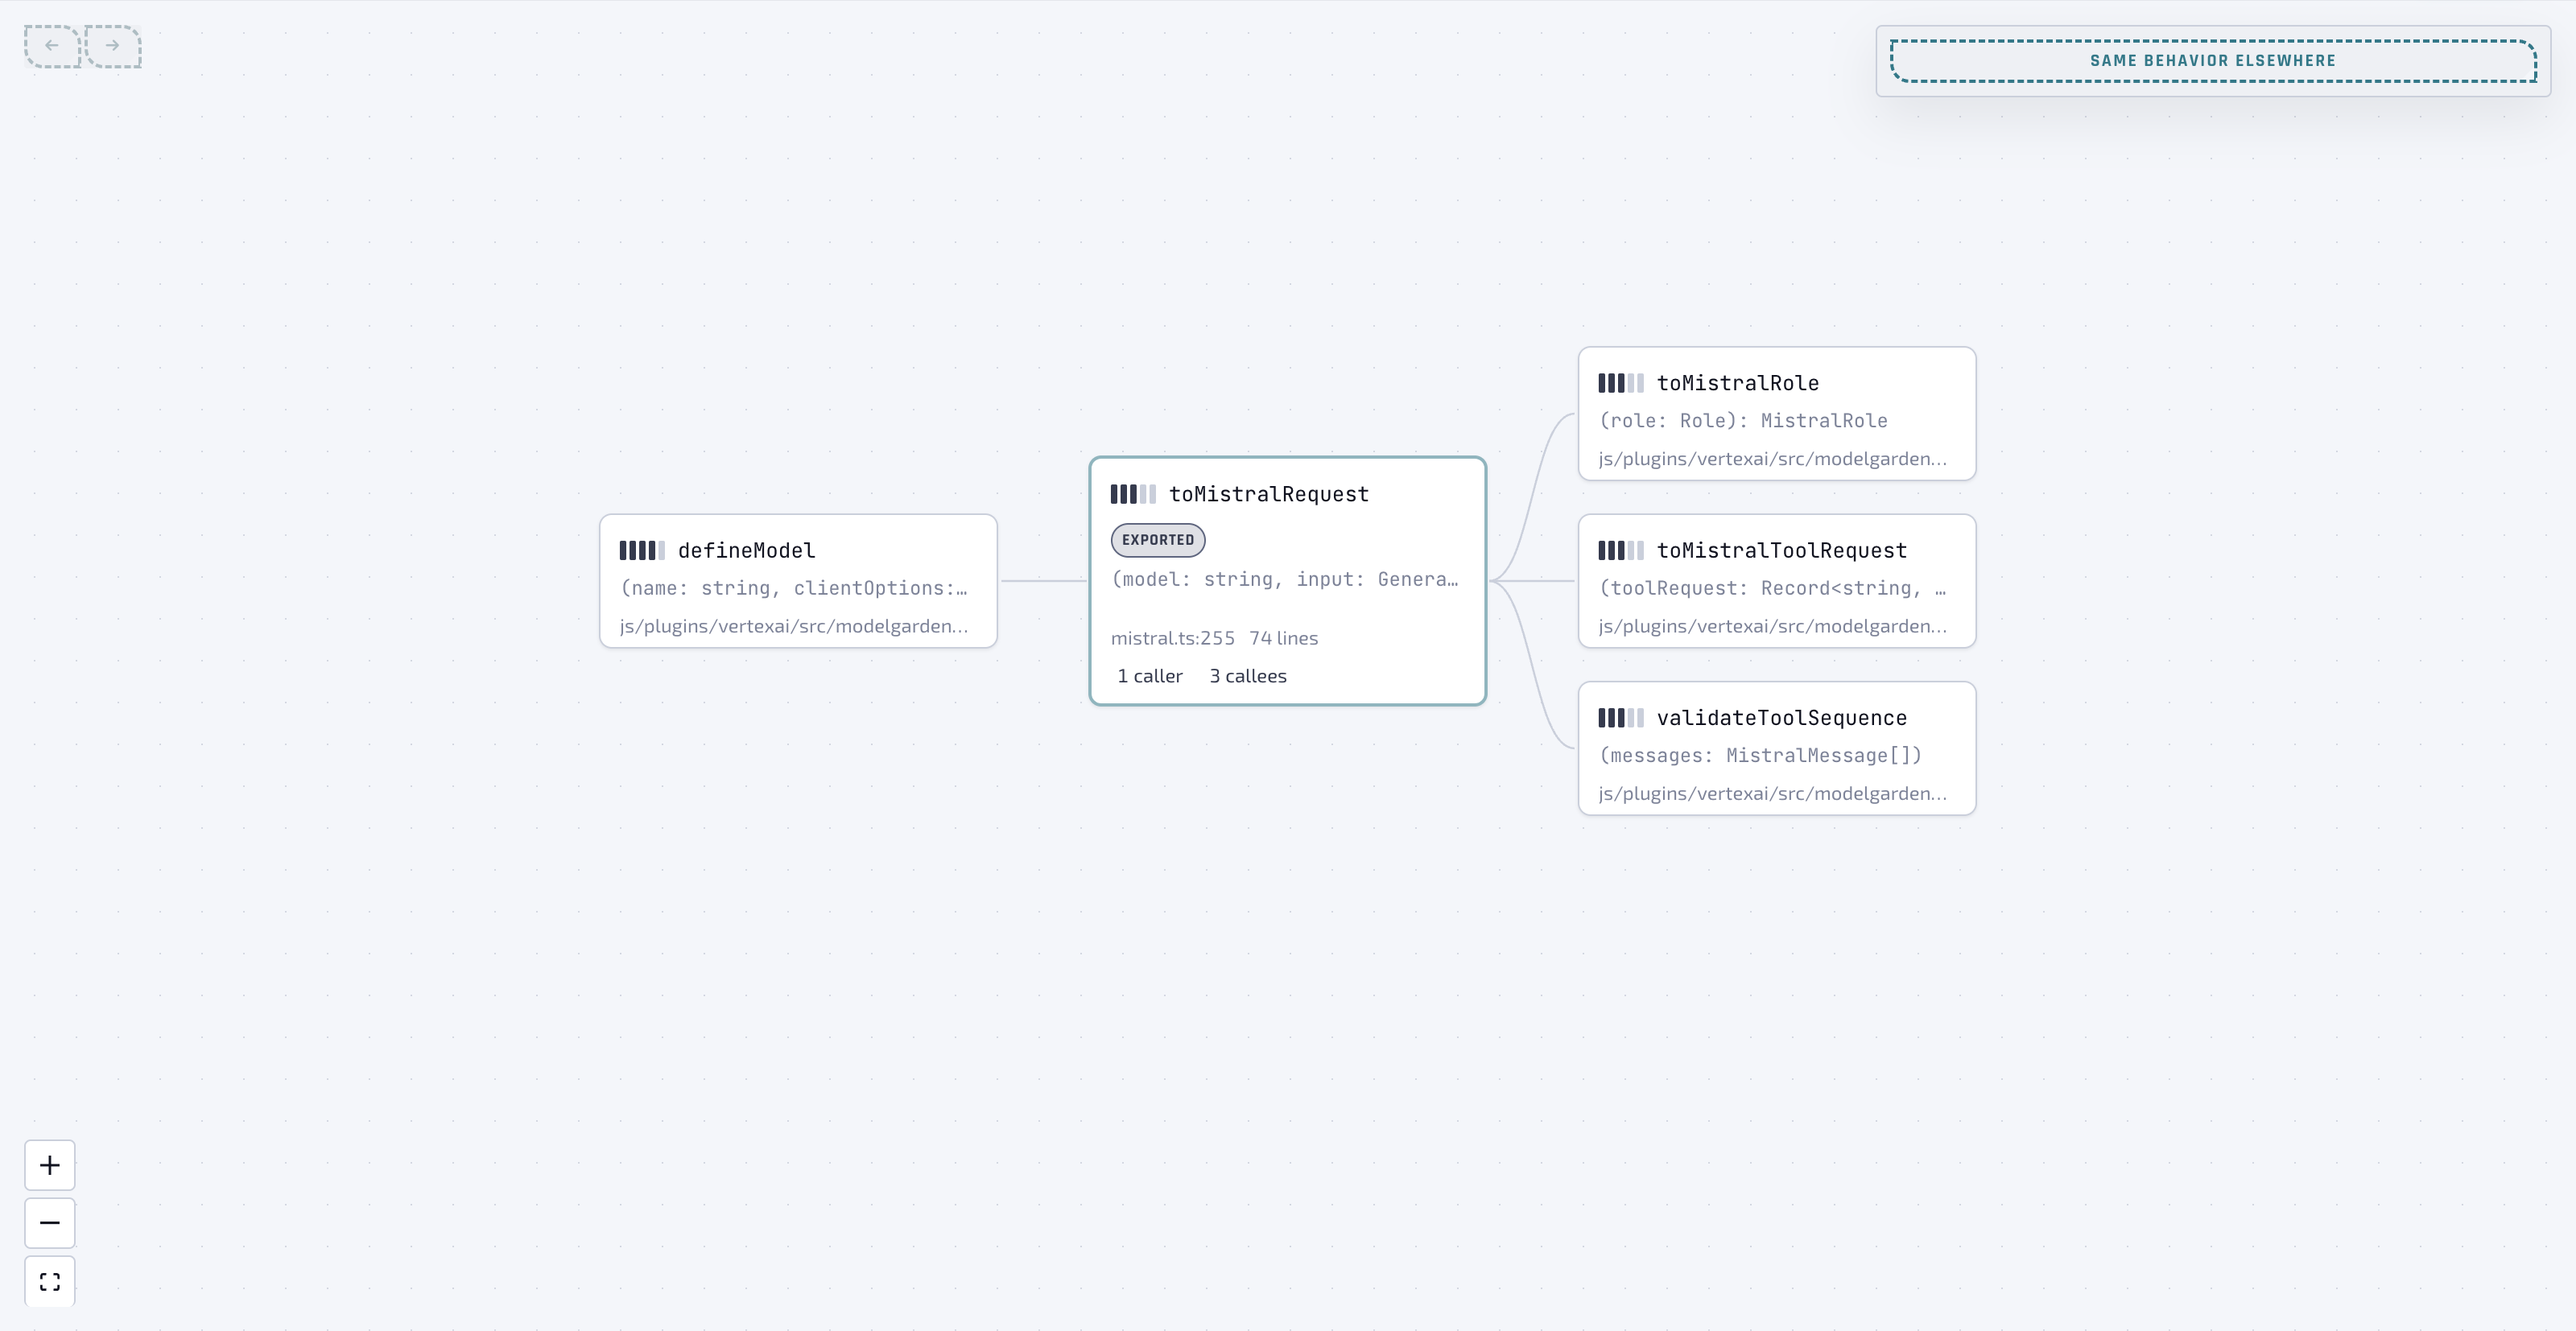 SAME BEHAVIOR ELSEWHERE
defineModel
(name: string, clientOptions:…
js/plugins/vertexai/src/modelgarden…
toMistralRequest
EXPORTED
(model: string, input: Genera…
mistral.ts:255 74 lines
1 caller 3 callees
toMistralRole
(role: Role): MistralRole
js/plugins/vertexai/src/modelgarden…
toMistralToolRequest
(toolRequest: Record<string, …
js/plugins/vertexai/src/modelgarden…
validateToolSequence
(messages: MistralMessage[])
js/plugins/vertexai/src/modelgarden…